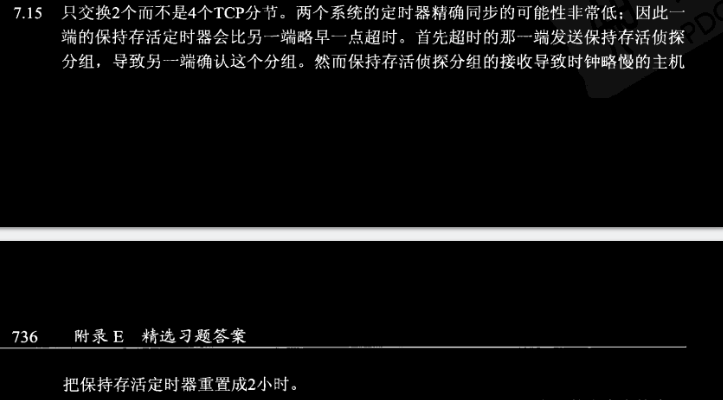 7.15 只交换2个而不是4个TCP分节。两个系统的定时器精确同步的可能性非常低；因此一
端的保持存活定时器会比另一端略早一点超时。首先超时的那一端发送保持存活侦探
分组，导致另一端确认这个分组。然而保持存活侦探分组的接收导致时钟略慢的主机
736 附录 E 精选习题答案
把保持存活定时器重置成2小时。